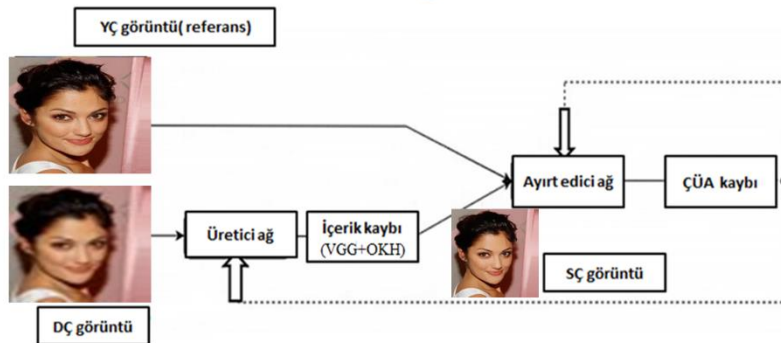 YÇ görüntü( referans)
Ayırt edici ağ
ÇÜA kaybı
Üretici ağ
İçerik kaybı
(VGG+OKH)
SÇ görüntü
DÇ görüntü